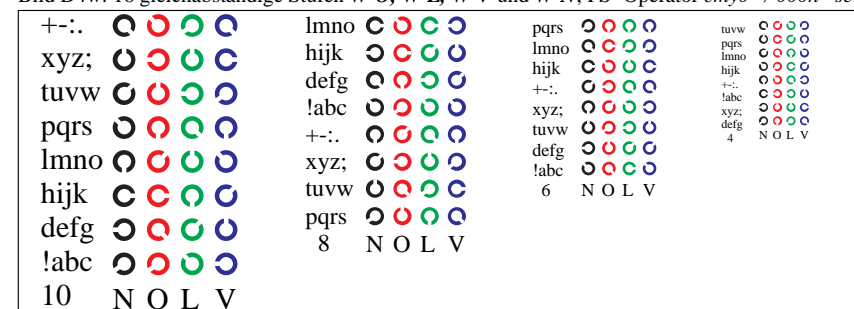 16 gleichabständige Stufen W-O, W-L, W-V und W-N; PS-Operator
+-:.
xyz;
tuvw
pqrs
lmno
hijk
defg
!abc
10 N O L V
lmno
hijk
defg
!abc
+-:.
xyz;
tuvw
pqrs
8 N O L V
pqrs
lmno
hijk
+-:.
xyz;
tuvw
defg
!abc
6 N O L V
tuvw
pqrs
lmno
hijk
+-:.
!abc
xyz;
defg
4 N O L V